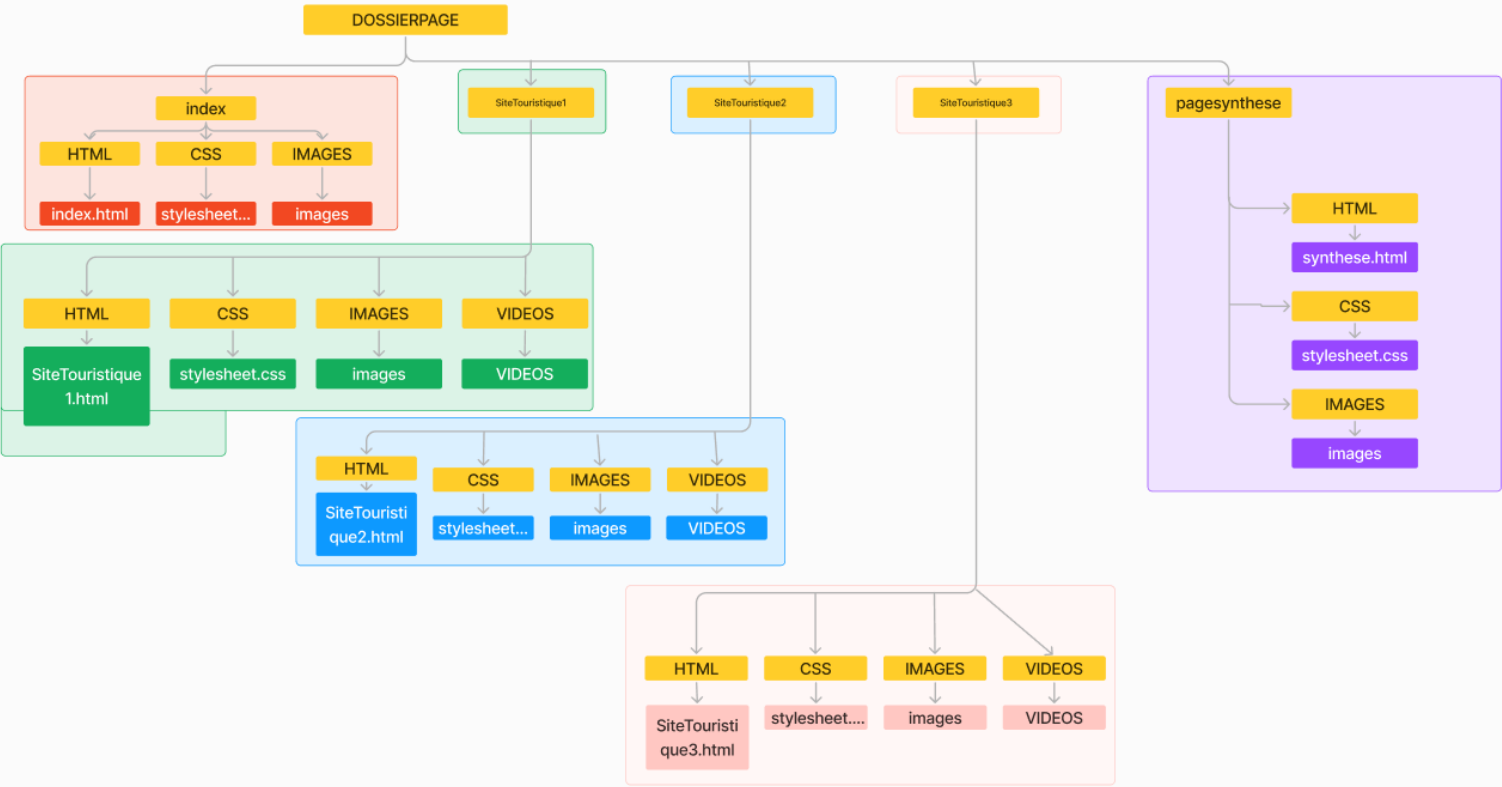 DOSSIERPAGE
index
SiteTouristique1
SiteTouristique2
SiteTouristique3
pagesynthese
HTML
CSS
IMAGES
index.html
stylesheet...
images
HTML
synthese.html
CSS
stylesheet.css
IMAGES
images
HTML
CSS
IMAGES
VIDEOS
SiteTouristique
1.html
stylesheet.css
images
VIDEOS
HTML
CSS
IMAGES
VIDEOS
SiteTouristi
que2.html
stylesheet...
images
VIDEOS
HTML
CSS
IMAGES
VIDEOS
SiteTouristi
que3.html
stylesheet....
images
VIDEOS